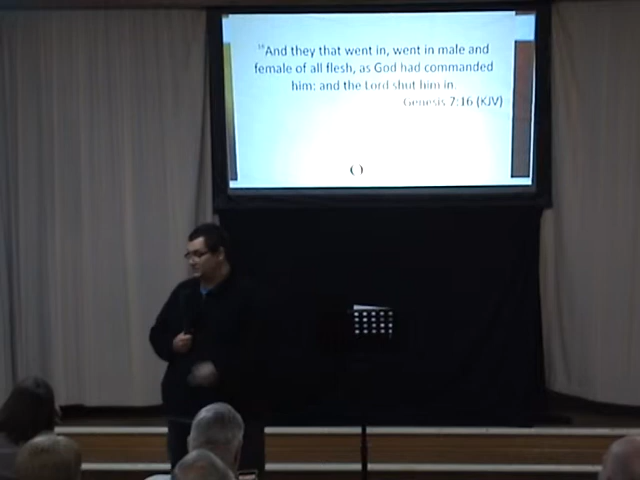 16And they that went in, went in male and
female of all flesh, as God had commanded
him: and the Lord shut him in.
Genesis 7:16 (KJV)
()